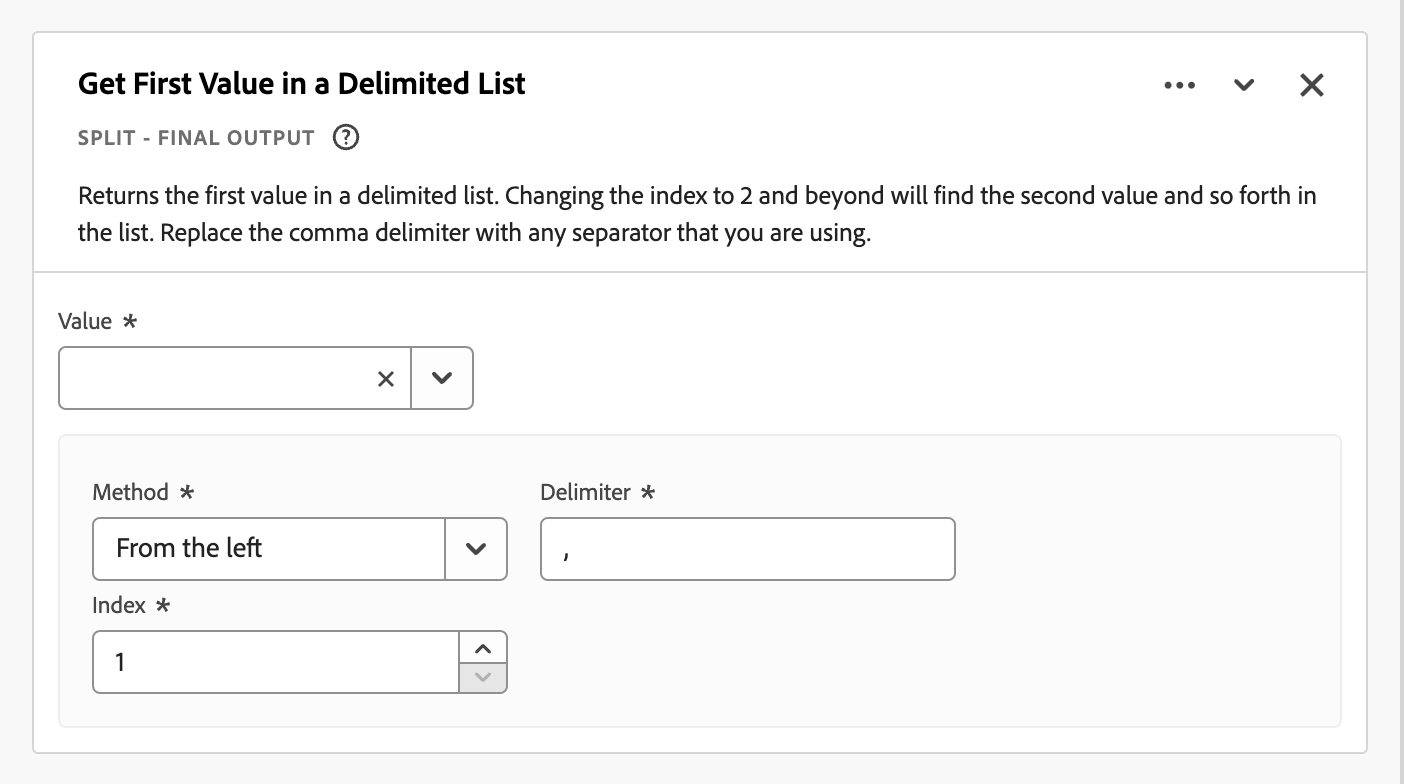 Get First Value in a Delimited List
SPLIT - FINAL OUTPUT ?
Returns the first value in a delimited list. Changing the index to 2 and beyond will find the second value and so forth in
the list. Replace the comma delimiter with any separator that you are using.
Value *
Method * Delimiter *
From the left ,
Index *
1